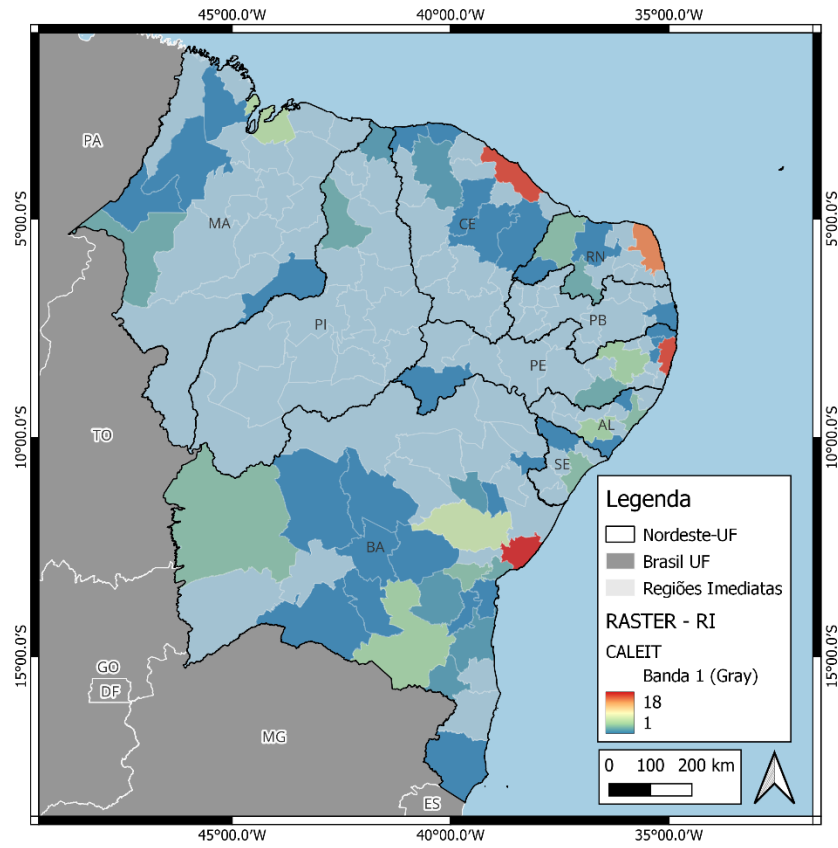 45°00.0'W 40°00.0'W 35°00.0'W
PA
5°00.0'S 5°00.0'S
MA
CE
RN
PI
PB
PE
TO
10°00.0'S 10°00.0'S
AL
SE
BA
Legenda
Nordeste-UF
Brasil UF
Regiões Imediatas
RASTER - RI
CALEIT
Banda 1 (Gray)
18
1
15°00.0'S 15°00.0'S
GO
DF
MG
0 100 200 km
ES
45°00.0'W 40°00.0'W 35°00.0'W